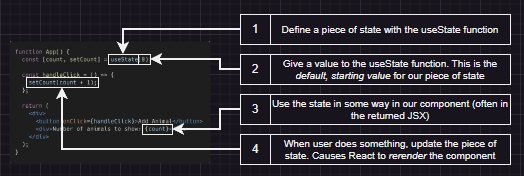 1 Define a piece of state with the useState function
function App() {
const [count, setCount] = useState(0);
2 Give a value to the useState function. This is the
default, starting value for our piece of state
const handleClick = () => {
setCount(count + 1);
};
3 Use the state in some way in our component (often in
the returned JSX)
return (
<div>
<button onClick={handleClick}>Add Animal</button>
<div>Number of animals to show: {count}
</div>
);
}
4 When user does something, update the piece of
state. Causes React to rerender the component